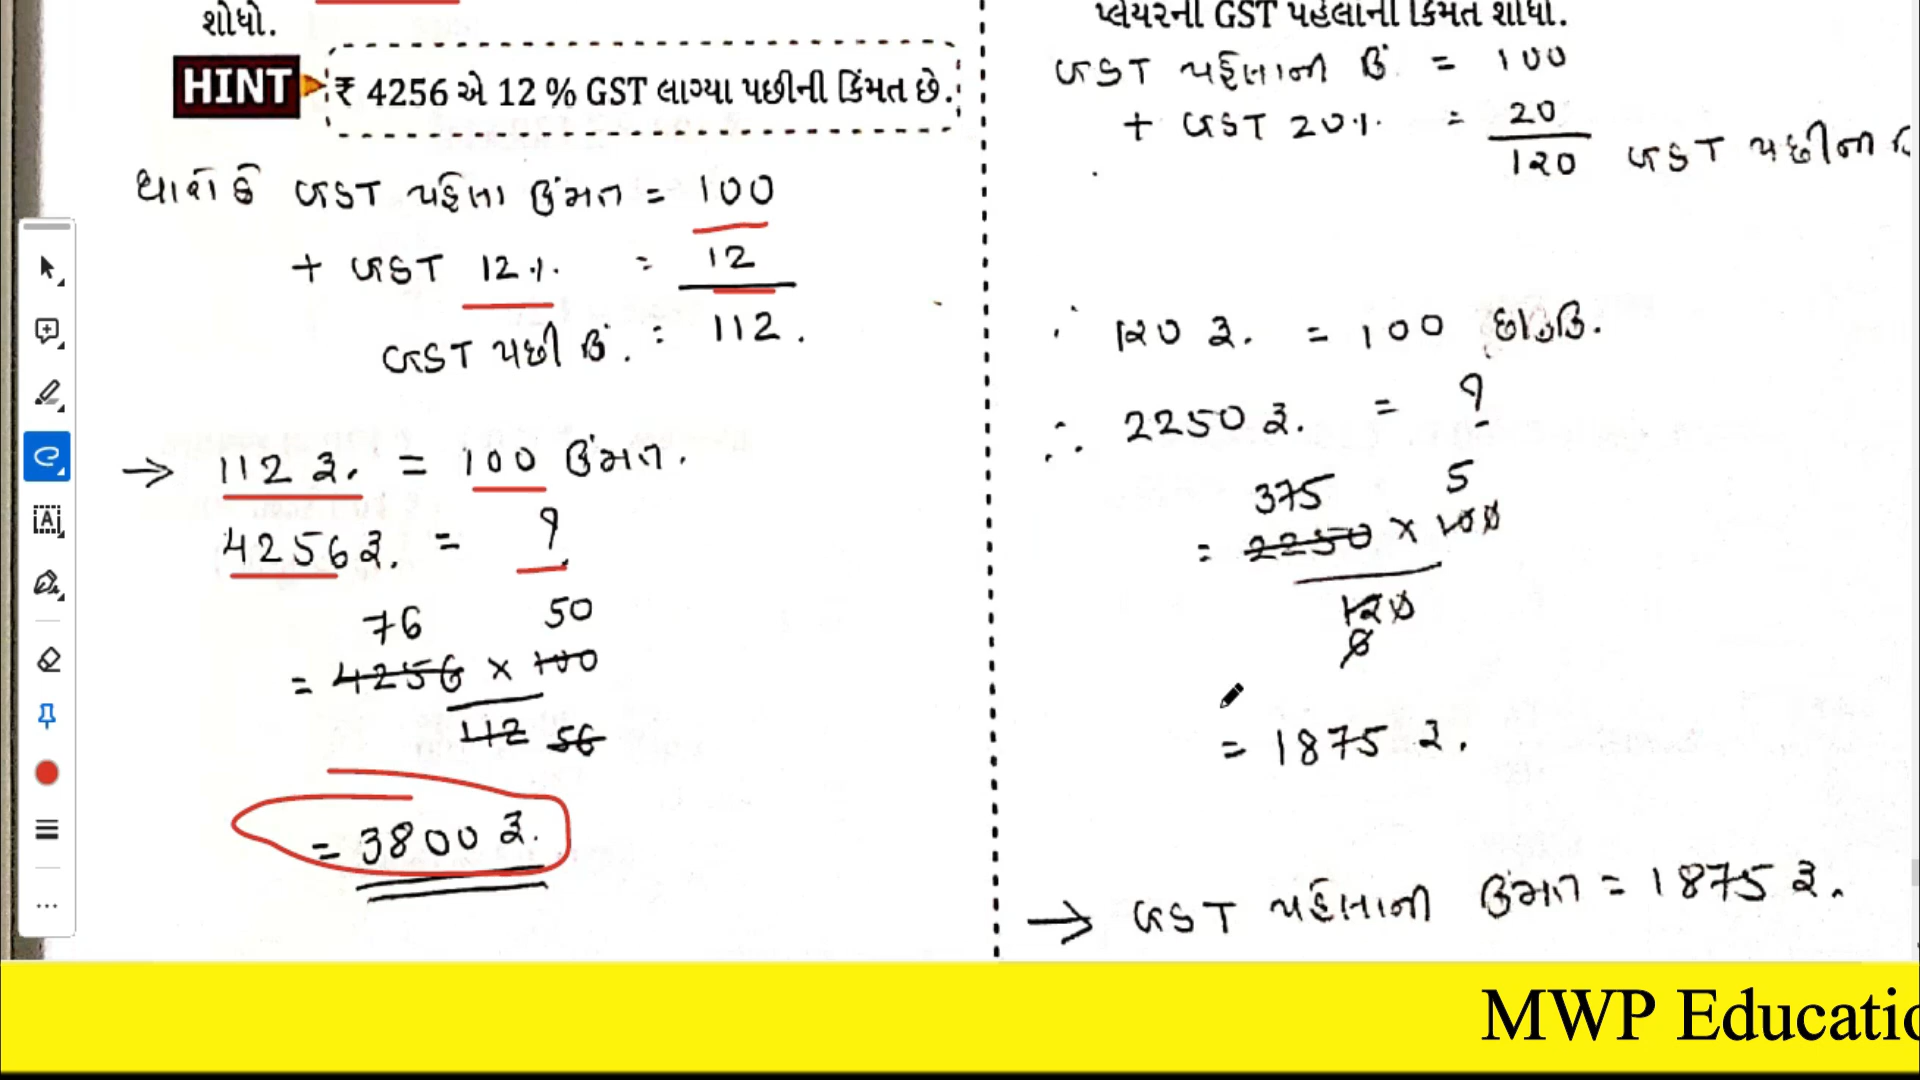 શોધો.
HINT
₹ 4256 એ 12 % GST લાગ્યા પછીની કિંમત છે.
ધારો કે GST પહેલા કિંમત = 100
+ GST 12%. = 12
GST પછી કિં. = 112.
→ 112 રૂ. = 100 કિંમત.
4256 રૂ. = ?
76 50
= 4256 × 100
112 56
= 3800 રૂ.
પ્લેયરની GST પહેલાની કિંમત શોધો.
GST પહેલાની કિં = 100
+ GST 20%. = 20
120 GST પછીની
∴ 120 રૂ. = 100
∴ 2250 રૂ. = ?
375 5
= 2250 × 100
120
6
= 1875 રૂ.
→ GST પહેલાની કિંમત = 1875 રૂ.
MWP Educatio